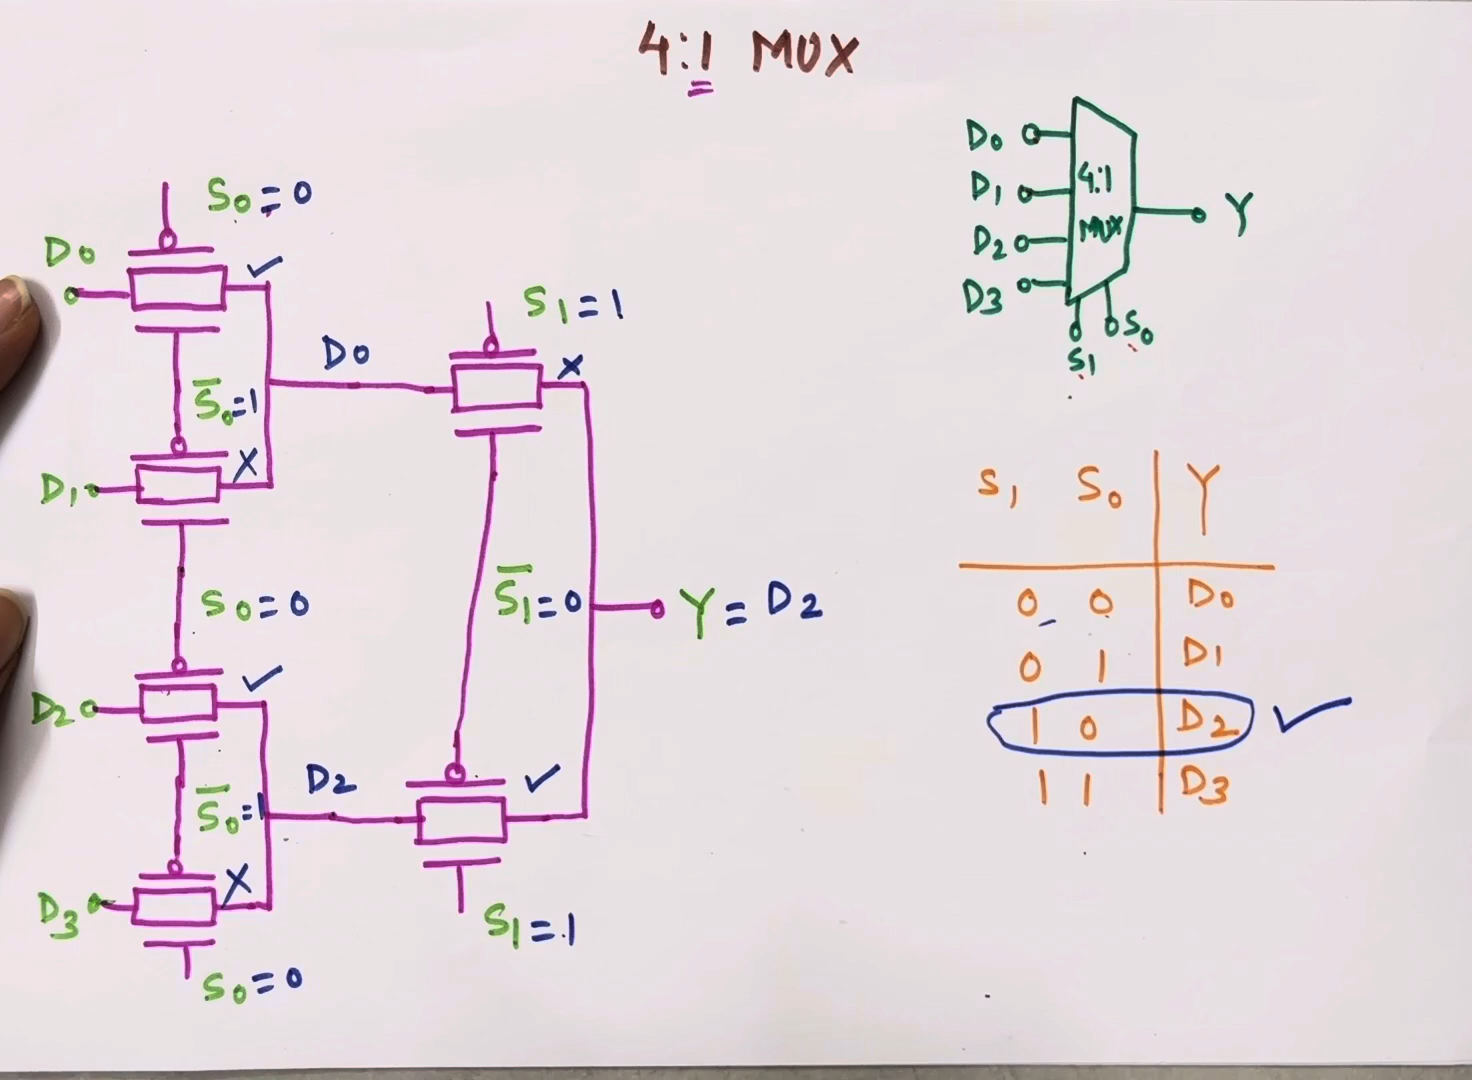 4:1 MUX
S0 = 0
D0
S̅0 = 1
D1
S0 = 0
D2
S̅0 = 1
D3
S0 = 0
D0
D2
S1 = 1
S̅1 = 0
S1 = 1
Y = D2
D0
D1
D2
D3
4:1
MUX
Y
S1
S0
S1 S0 Y
0 0 D0
0 1 D1
1 0 D2
1 1 D3